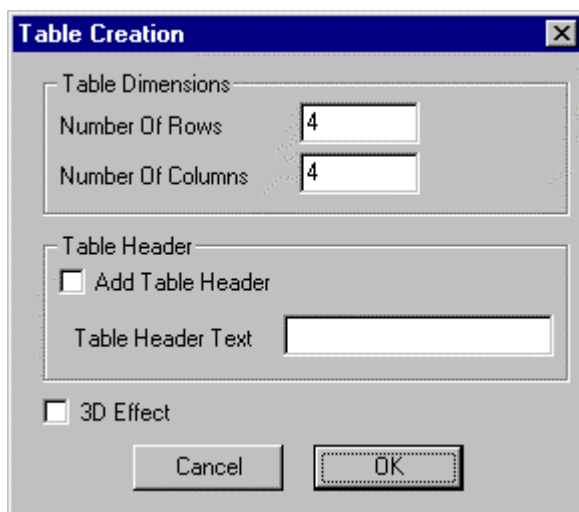 Table Creation
Table Dimensions
Number Of Rows 4
Number Of Columns 4
Table Header
Add Table Header
Table Header Text
3D Effect
Cancel OK